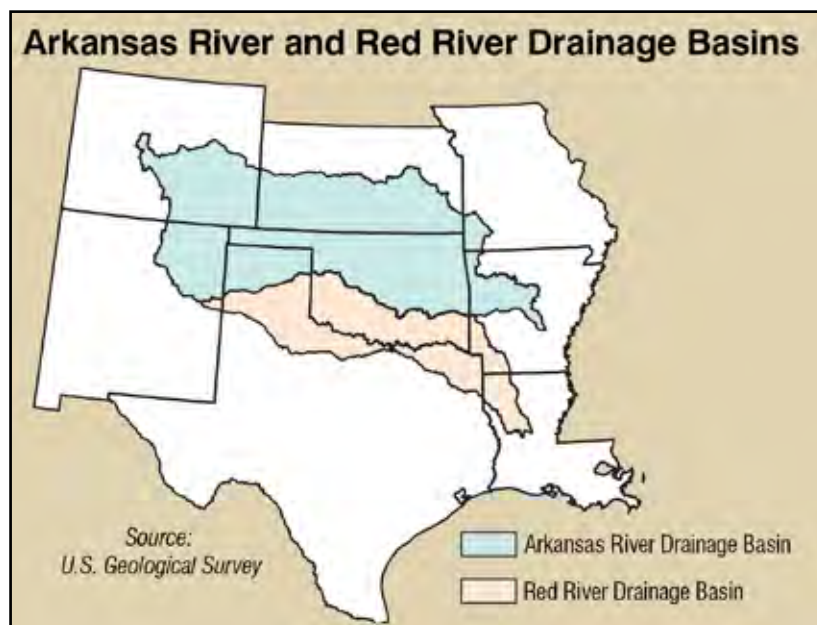 Arkansas River and Red River Drainage Basins
Source:
U.S. Geological Survey
Arkansas River Drainage Basin
Red River Drainage Basin